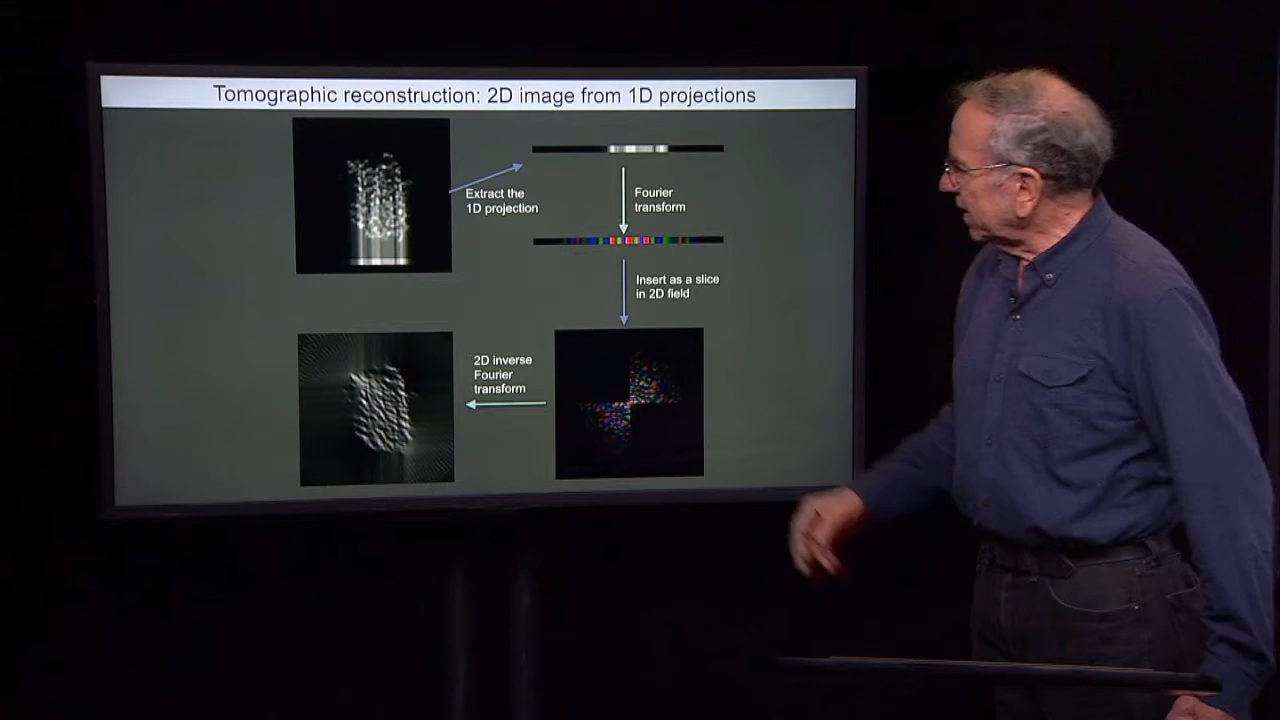 Tomographic reconstruction: 2D image from 1D projections
Extract the
1D projection
Fourier
transform
Insert as a slice
in 2D field
2D inverse
Fourier
transform